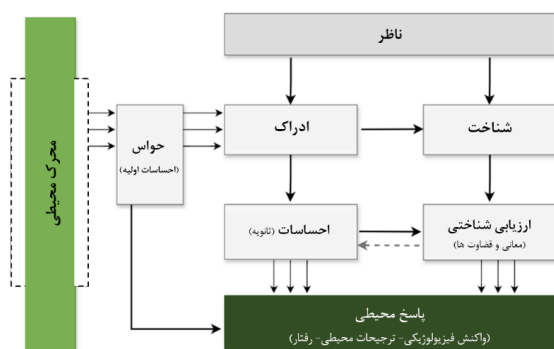 ناظر
شناخت
ادراک
حواس
(احساسات اولیه)
محرک محیطی
ارزیابی شناختی
(معانی و قضاوت ها)
احساسات (ثانویه)
پاسخ محیطی
(واکنش فیزیولوژیکی- ترجیحات محیطی- رفتار)